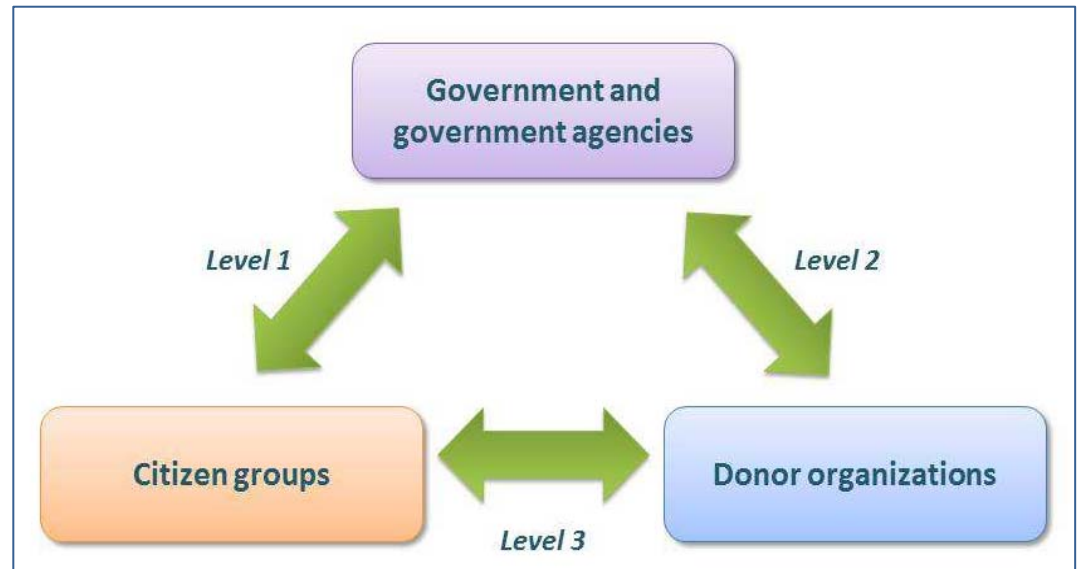 Government and
government agencies
Level 1
Level 2
Citizen groups
Donor organizations
Level 3